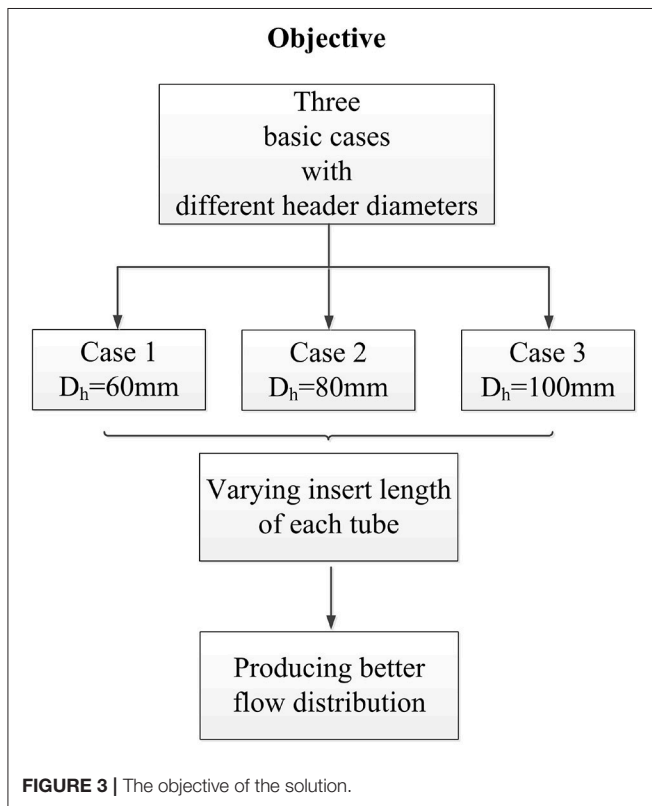 Objective
Three
basic cases
with
different header diameters
Case 1
Dₕ=60mm
Case 2
Dₕ=80mm
Case 3
Dₕ=100mm
Varying insert length
of each tube
Producing better
flow distribution
FIGURE 3 | The objective of the solution.